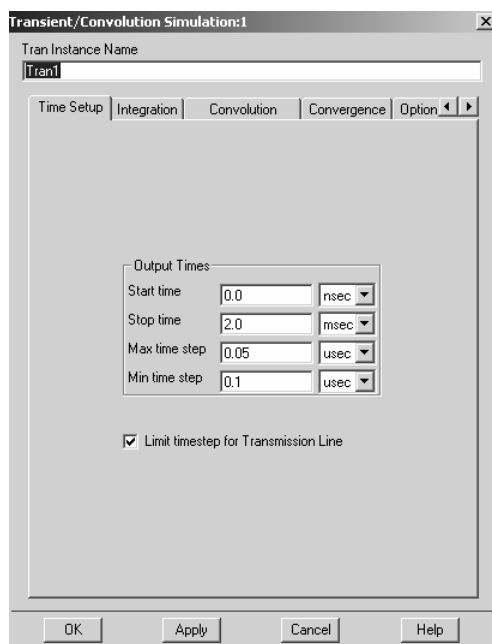 Transient/Convolution Simulation:1
Tran Instance Name
Tran1
Time Setup Integration Convolution Convergence Option
Output Times
Start time 0.0 nsec
Stop time 2.0 msec
Max time step 0.05 usec
Min time step 0.1 usec
Limit timestep for Transmission Line
OK Apply Cancel Help